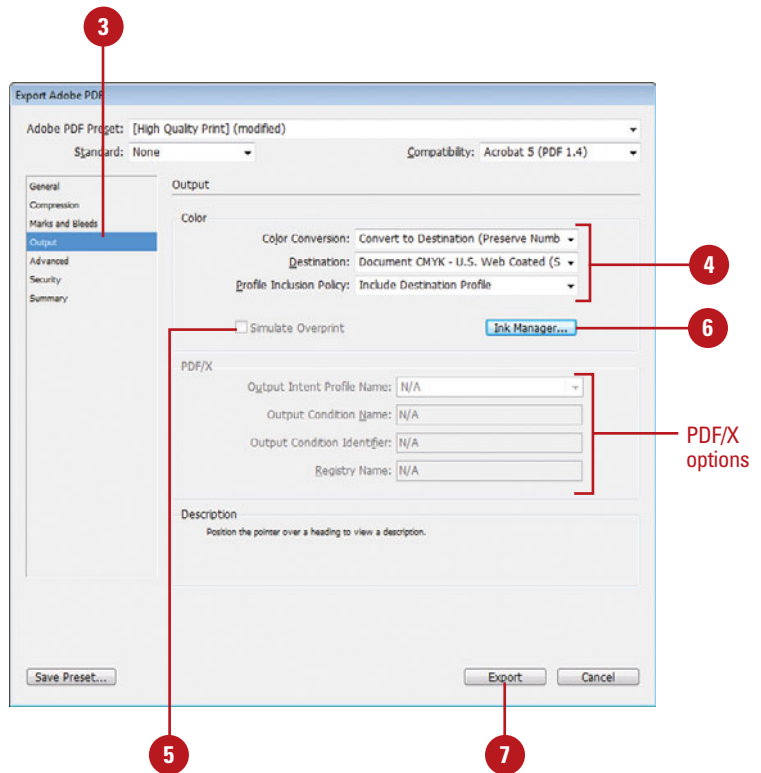 3
Export Adobe PDF
Adobe PDF Preset: [High Quality Print] (modified)
Standard: None Compatibility: Acrobat 5 (PDF 1.4)
General
Compression
Marks and Bleeds
Output
Advanced
Security
Summary
Output
Color
Color Conversion: Convert to Destination (Preserve Numb
Destination: Document CMYK - U.S. Web Coated (S
Profile Inclusion Policy: Include Destination Profile
4
Simulate Overprint Ink Manager...
6
PDF/X
Output Intent Profile Name: N/A
Output Condition Name: N/A
Output Condition Identifier: N/A
Registry Name: N/A
PDF/X
options
Description
Position the pointer over a heading to view a description.
Save Preset... Export Cancel
5 7